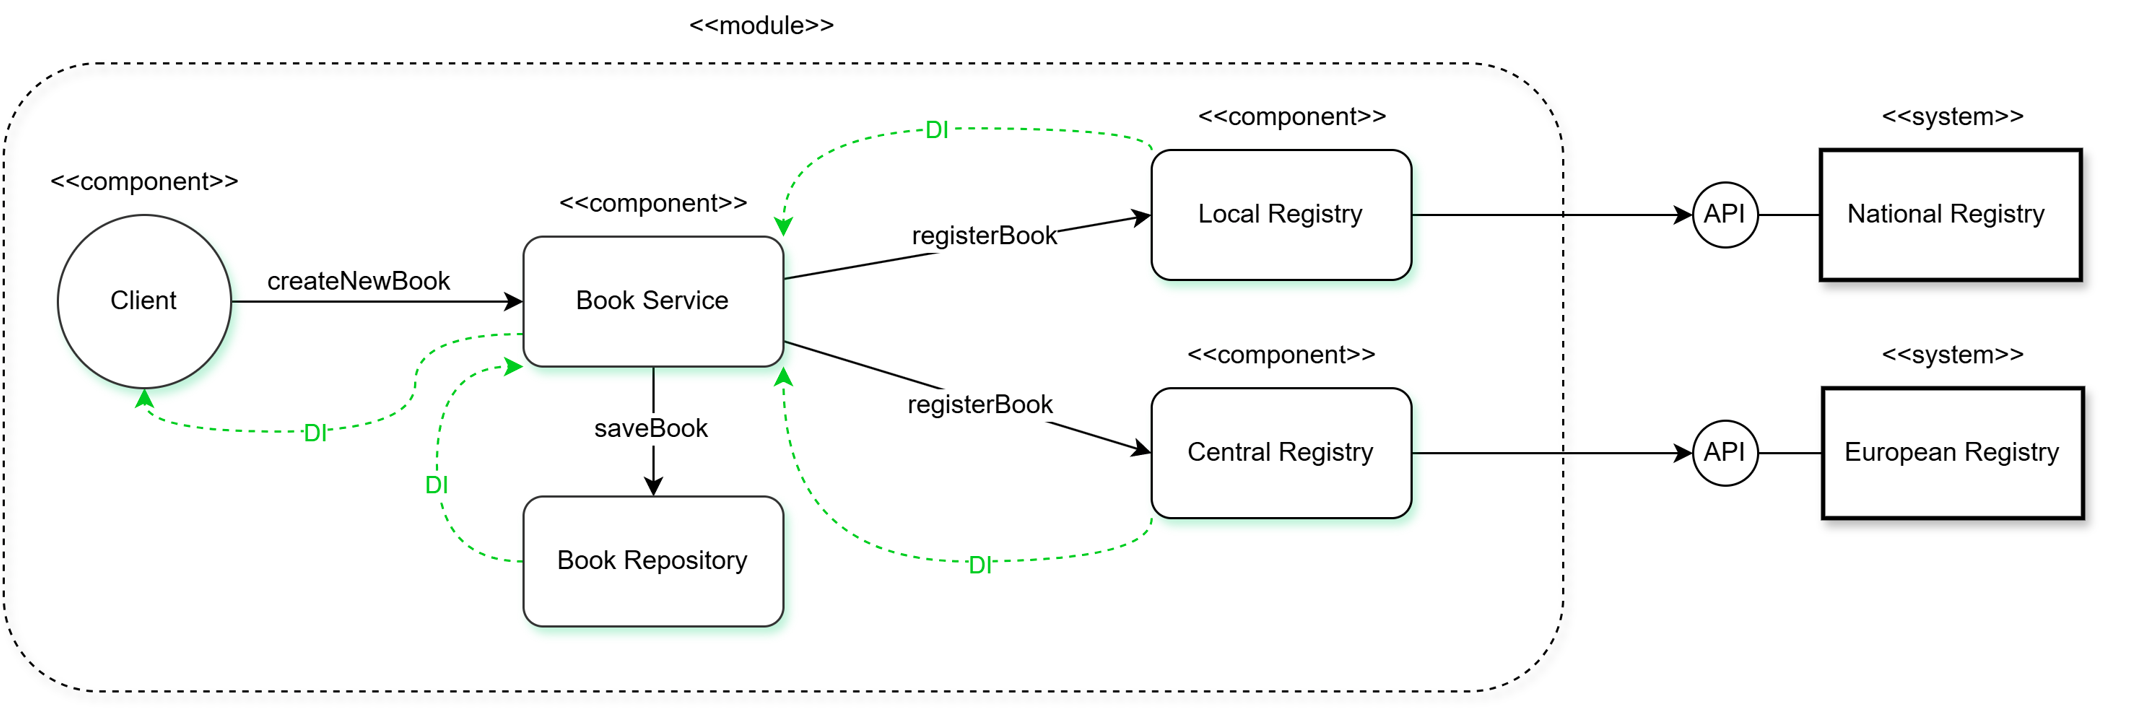 <<module>>
<<component>>
<<system>>
DI
<<component>>
<<component>>
Local Registry
API
National Registry
registerBook
createNewBook
Client
Book Service
<<component>>
<<system>>
registerBook
saveBook
DI
Central Registry
API
European Registry
DI
Book Repository
DI